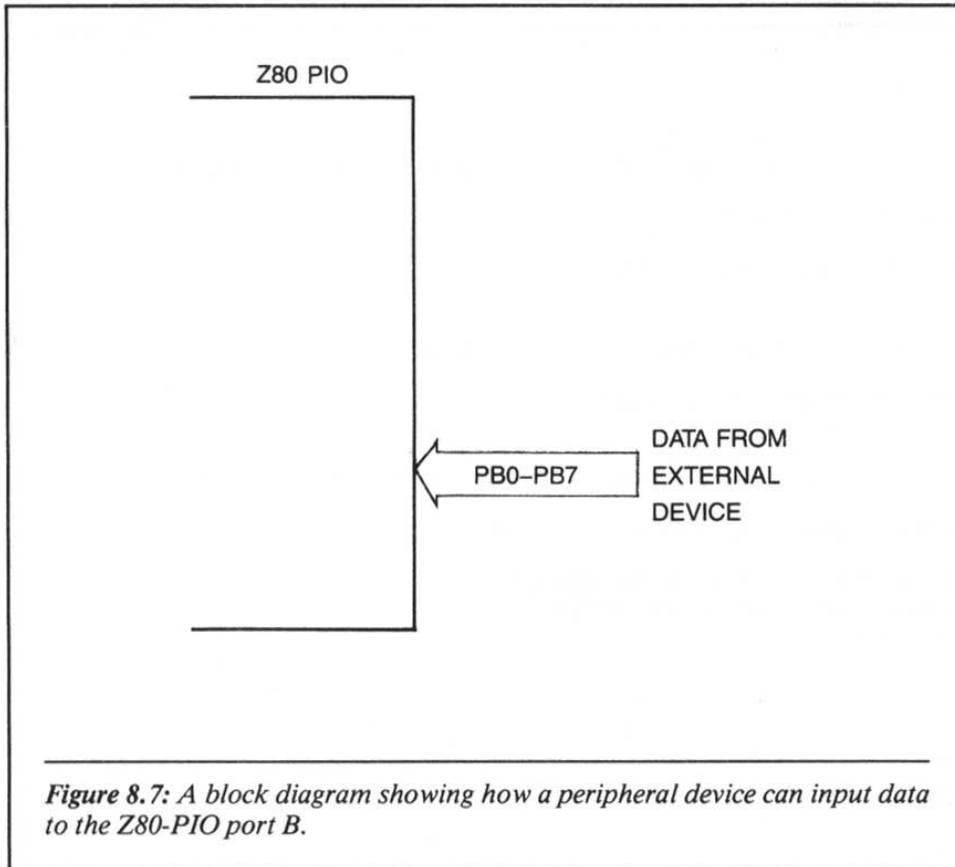 Z80 PIO
PB0–PB7
DATA FROM
EXTERNAL
DEVICE
Figure 8.7: A block diagram showing how a peripheral device can input data
to the Z80-PIO port B.